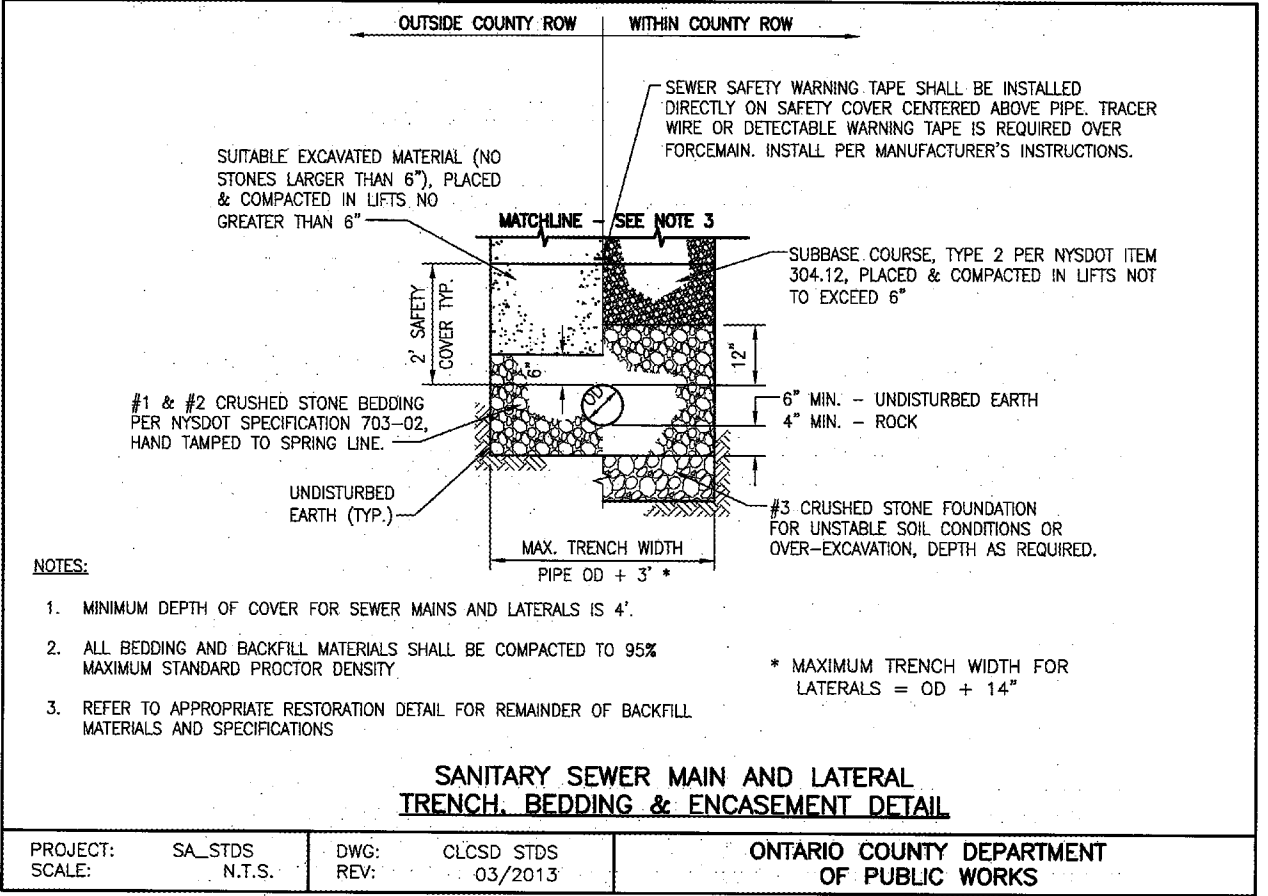 OUTSIDE COUNTY ROW
WITHIN COUNTY ROW
SEWER SAFETY WARNING TAPE SHALL BE INSTALLED
DIRECTLY ON SAFETY COVER CENTERED ABOVE PIPE. TRACER
WIRE OR DETECTABLE WARNING TAPE IS REQUIRED OVER
FORCEMAIN. INSTALL PER MANUFACTURER'S INSTRUCTIONS.
SUITABLE EXCAVATED MATERIAL (NO
STONES LARGER THAN 6"), PLACED
& COMPACTED IN LIFTS NO
GREATER THAN 6"
MATCHLINE - SEE NOTE 3
SUBBASE COURSE, TYPE 2 PER NYSDOT ITEM
304.12, PLACED & COMPACTED IN LIFTS NOT
TO EXCEED 6"
2' SAFETY
COVER TYP.
6"
12"
OD
#1 & #2 CRUSHED STONE BEDDING
PER NYSDOT SPECIFICATION 703-02,
HAND TAMPED TO SPRING LINE.
6" MIN. - UNDISTURBED EARTH
4" MIN. - ROCK
UNDISTURBED
EARTH (TYP.)
#3 CRUSHED STONE FOUNDATION
FOR UNSTABLE SOIL CONDITIONS OR
OVER-EXCAVATION, DEPTH AS REQUIRED.
MAX. TRENCH WIDTH
PIPE OD + 3' *
NOTES:
1. MINIMUM DEPTH OF COVER FOR SEWER MAINS AND LATERALS IS 4'.
2. ALL BEDDING AND BACKFILL MATERIALS SHALL BE COMPACTED TO 95%
MAXIMUM STANDARD PROCTOR DENSITY
3. REFER TO APPROPRIATE RESTORATION DETAIL FOR REMAINDER OF BACKFILL
MATERIALS AND SPECIFICATIONS
* MAXIMUM TRENCH WIDTH FOR
LATERALS = OD + 14"
SANITARY SEWER MAIN AND LATERAL
TRENCH, BEDDING & ENCASEMENT DETAIL
PROJECT: SA_STDS
SCALE: N.T.S.
DWG: CLCSD STDS
REV: 03/2013
ONTARIO COUNTY DEPARTMENT
OF PUBLIC WORKS